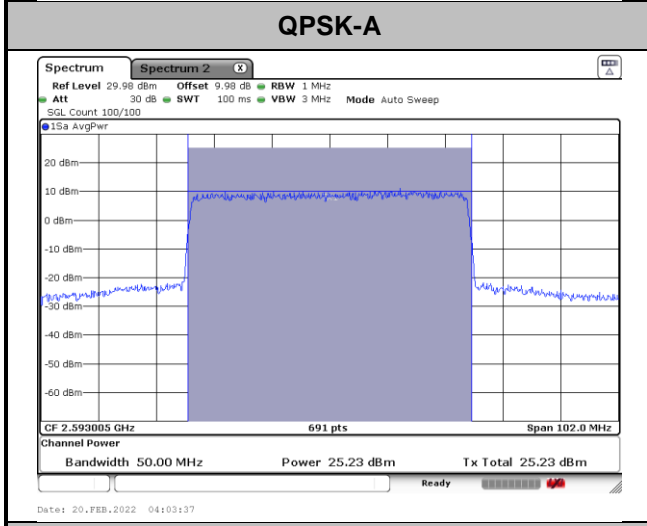 QPSK-A
Spectrum Spectrum 2 X
Ref Level 29.98 dBm Offset 9.98 dB RBW 1 MHz
Att 30 dB SWT 100 ms VBW 3 MHz Mode Auto Sweep
SGL Count 100/100
1Sa AvgPwr
20 dBm
10 dBm
0 dBm
-10 dBm
-20 dBm
-30 dBm
-40 dBm
-50 dBm
-60 dBm
CF 2.593005 GHz 691 pts Span 102.0 MHz
Channel Power
Bandwidth 50.00 MHz Power 25.23 dBm Tx Total 25.23 dBm
Ready
Date: 20.FEB.2022 04:03:37